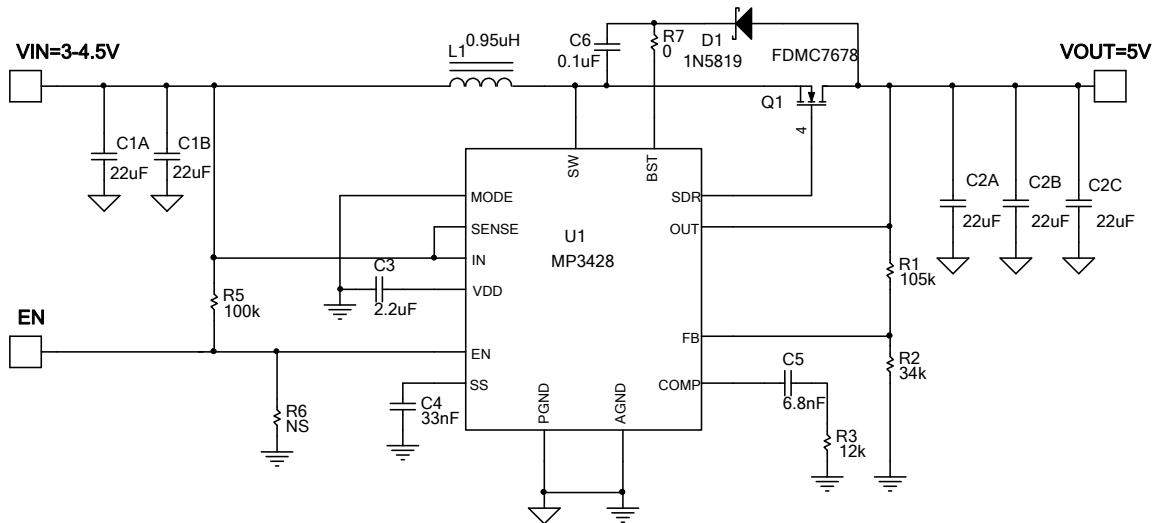 VIN=3-4.5V
L1
0.95uH
C6
0.1uF
R7
0
D1
1N5819
FDMC7678
VOUT=5V
Q1
4
C1A
22uF
C1B
22uF
SW
BST
MODE
SENSE
IN
VDD
EN
SS
SDR
OUT
FB
COMP
PGND
AGND
U1
MP3428
C2A
22uF
C2B
22uF
C2C
22uF
C3
2.2uF
R1
105k
R5
100k
EN
R2
34k
C5
6.8nF
C4
33nF
R6
NS
R3
12k